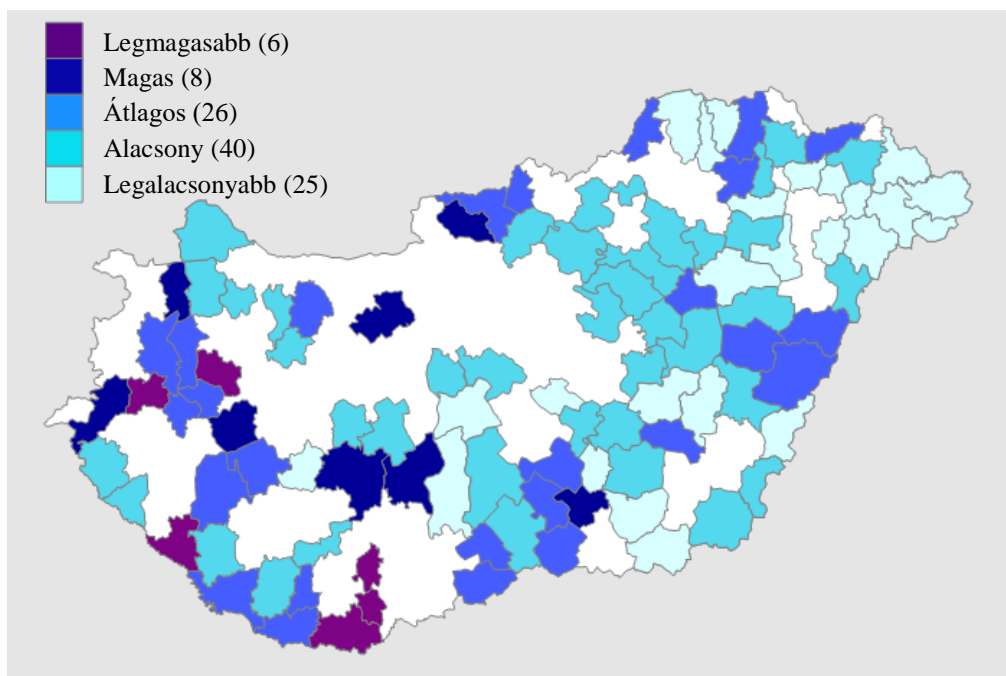 Legmagasabb (6)
Magas (8)
Átlagos (26)
Alacsony (40)
Legalacsonyabb (25)